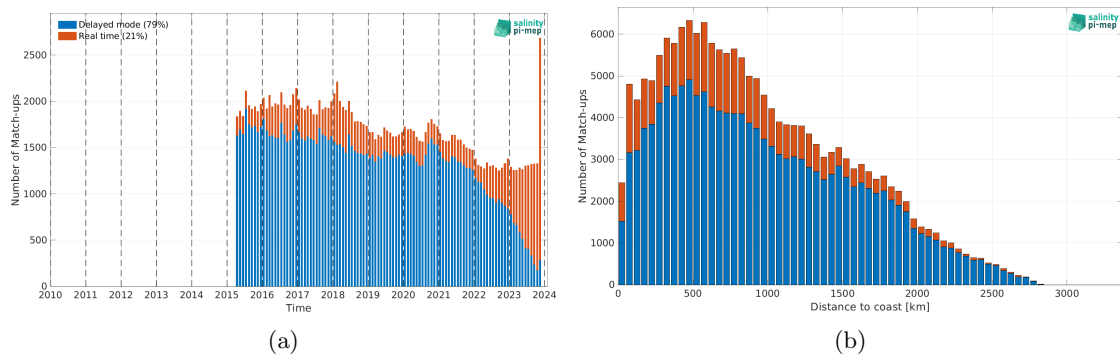 Delayed mode (79%)
Real time (21%)
salinity
pi-mep
Number of Match-ups
2500
2000
1500
1000
500
0
2010 2011 2012 2013 2014 2015 2016 2017 2018 2019 2020 2021 2022 2023 2024
Time
(a)
salinity
pi-mep
Number of Match-ups
6000
5000
4000
3000
2000
1000
0
0 500 1000 1500 2000 2500 3000
Distance to coast [km]
(b)